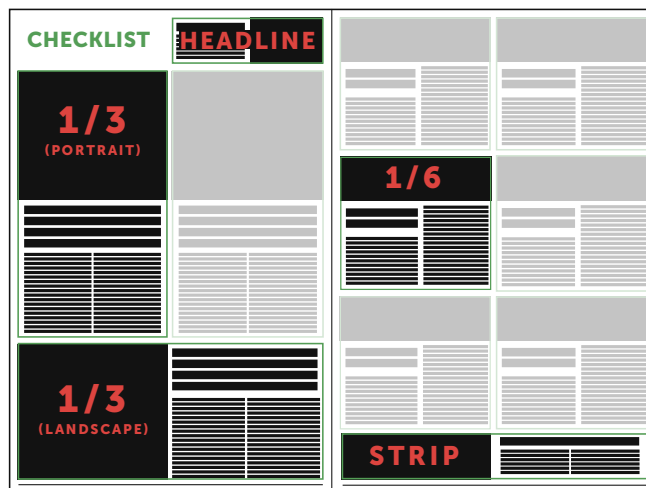 CHECKLIST
HEADLINE
1/3
(PORTRAIT)
1/3
(LANDSCAPE)
1/6
STRIP